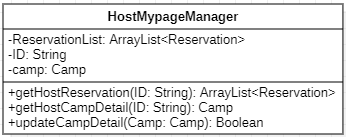 HostMypageManager
-ReservationList: ArrayList<Reservation>
-ID: String
-camp: Camp
+getHostReservation(ID: String): ArrayList<Reservation>
+getHostCampDetail(ID: String): Camp
+updateCampDetail(Camp: Camp): Boolean